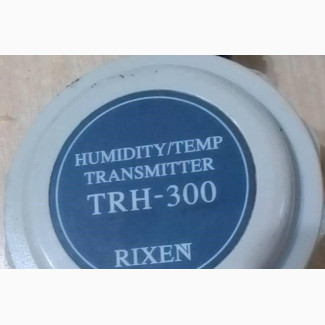 HUMIDITY/TEMP
TRANSMITTER
TRH-300
RIXEN